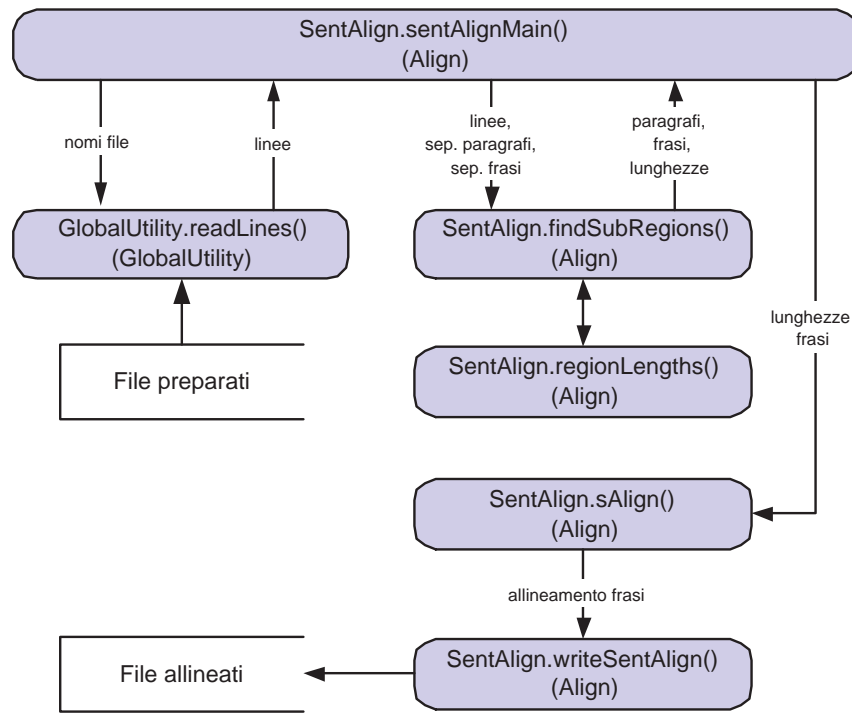 SentAlign.sentAlignMain()
(Align)
nomi file
linee
linee,
sep. paragrafi,
sep. frasi
paragrafi,
frasi,
lunghezze
GlobalUtility.readLines()
(GlobalUtility)
SentAlign.findSubRegions()
(Align)
lunghezze
frasi
File preparati
SentAlign.regionLengths()
(Align)
SentAlign.sAlign()
(Align)
allineamento frasi
File allineati
SentAlign.writeSentAlign()
(Align)